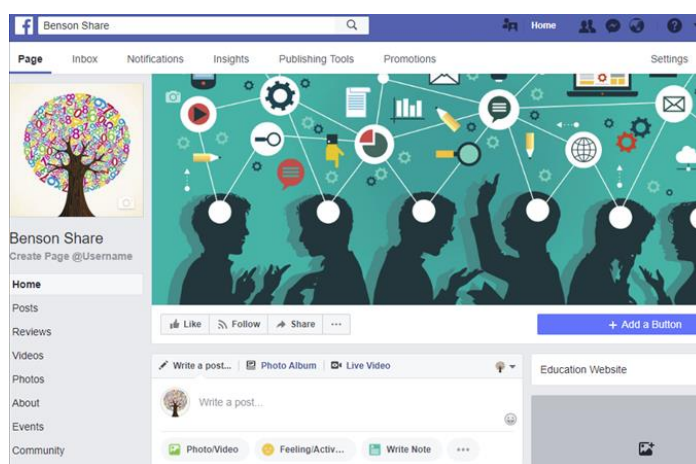 Benson Share
Home
Page Inbox Notifications Insights Publishing Tools Promotions Settings
Benson Share
Create Page @Username
Home
Posts
Reviews
Videos
Photos
About
Events
Community
Like Follow Share
+ Add a Button
Write a post... Photo Album Live Video
Write a post...
Photo/Video Feeling/Activ... Write Note
Education Website